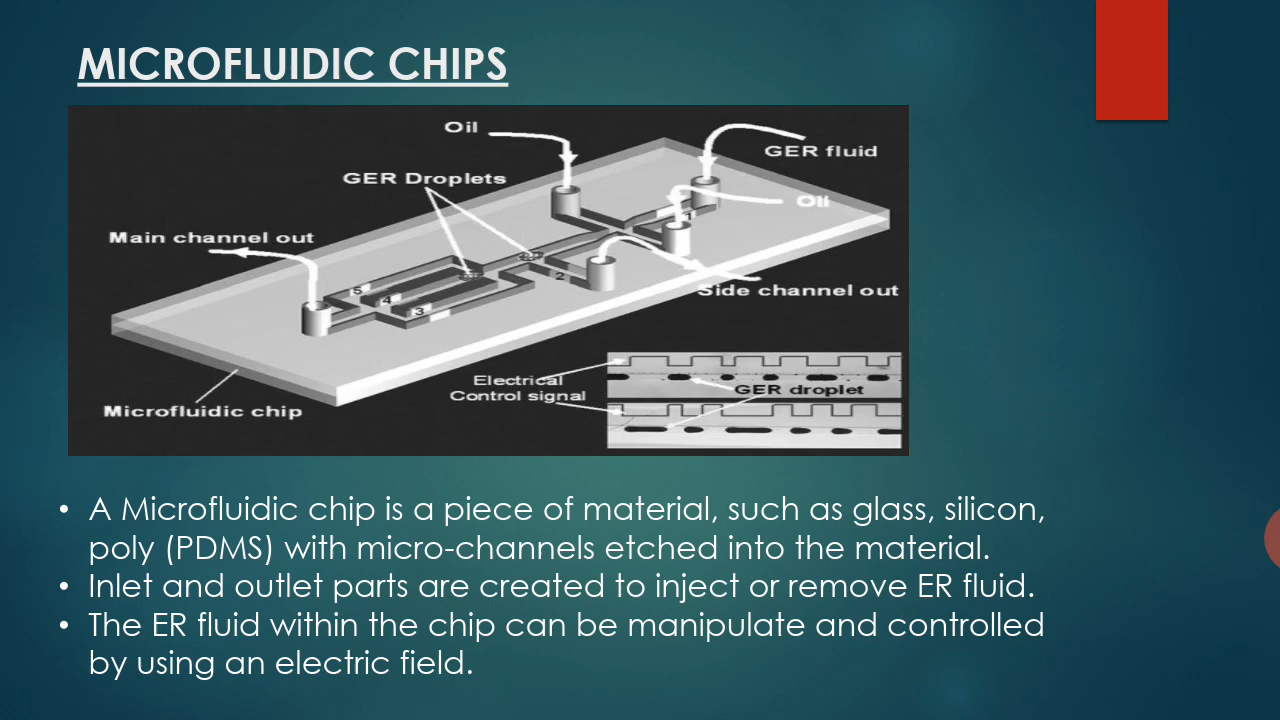 MICROFLUIDIC CHIPS
Oil
GER fluid
GER Droplets
Oil
Main channel out
1
2
Side channel out
5
4
3
Electrical
Control signal
GER droplet
Microfluidic chip
• A Microfluidic chip is a piece of material, such as glass, silicon,
poly (PDMS) with micro-channels etched into the material.
• Inlet and outlet parts are created to inject or remove ER fluid.
• The ER fluid within the chip can be manipulate and controlled
by using an electric field.